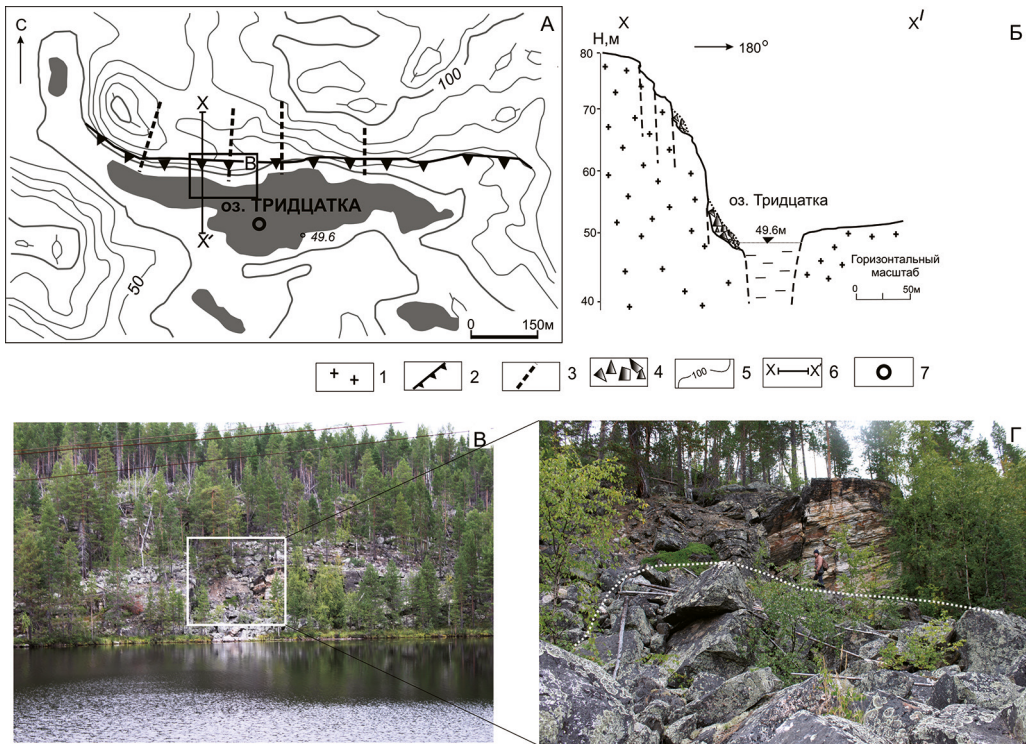 С
А
100
X
В
оз. ТРИДЦАТКА
X′
49.6
50
0 150м
X
X′
Б
Н,м
180°
80
70
60
50
40
оз. Тридцатка
49.6м
Горизонтальный
масштаб
0 50м
1
2
3
4
100
5
X X′
6
7
В
Г